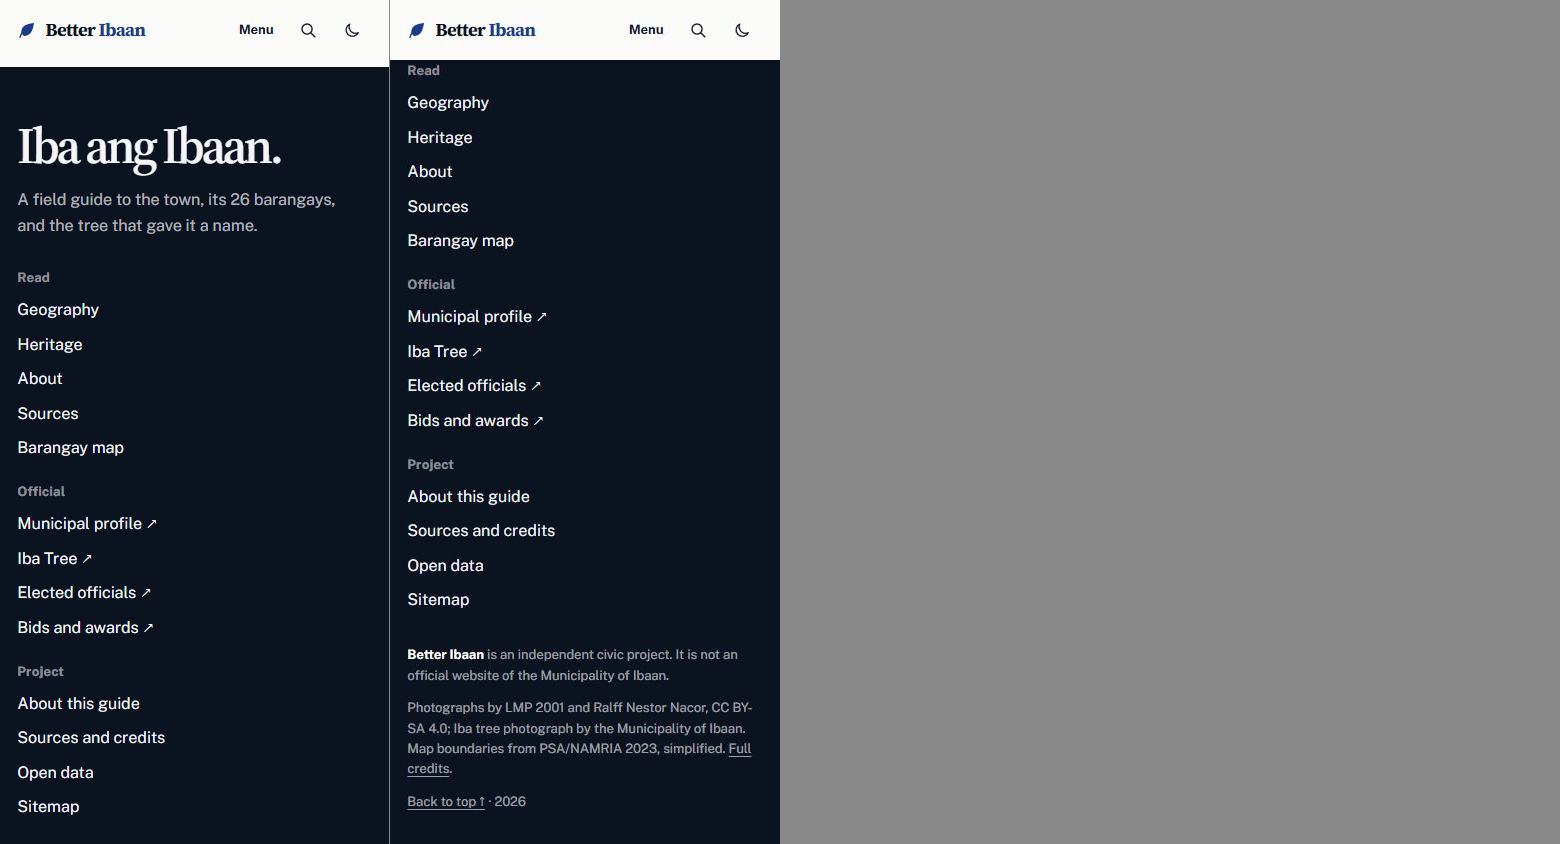 Better Ibaan
Menu
Iba ang Ibaan.
A field guide to the town, its 26 barangays,
and the tree that gave it a name.
Read
Geography
Heritage
About
Sources
Barangay map
Official
Municipal profile ↗
Iba Tree ↗
Elected officials ↗
Bids and awards ↗
Project
About this guide
Sources and credits
Open data
Sitemap
Better Ibaan
Menu
Read
Geography
Heritage
About
Sources
Barangay map
Official
Municipal profile ↗
Iba Tree ↗
Elected officials ↗
Bids and awards ↗
Project
About this guide
Sources and credits
Open data
Sitemap
Better Ibaan is an independent civic project. It is not an
official website of the Municipality of Ibaan.
Photographs by LMP 2001 and Ralff Nestor Nacor, CC BY-
SA 4.0; Iba tree photograph by the Municipality of Ibaan.
Map boundaries from PSA/NAMRIA 2023, simplified. Full
credits.
Back to top ↑ · 2026